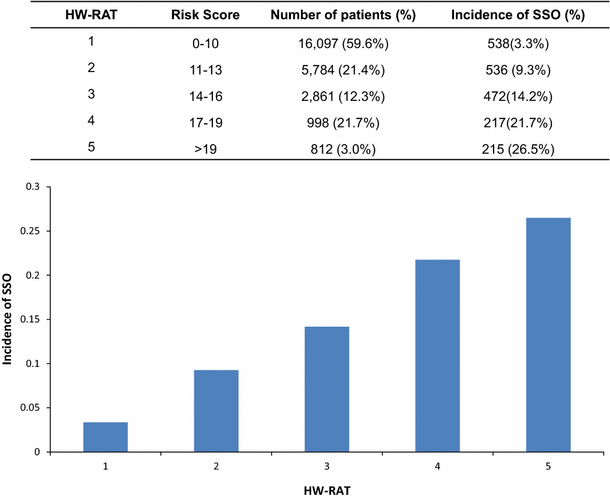 HW-RAT Risk Score Number of patients (%) Incidence of SSO (%)
1 0-10 16,097 (59.6%) 538(3.3%)
2 11-13 5,784 (21.4%) 536 (9.3%)
3 14-16 2,861 (12.3%) 472(14.2%)
4 17-19 998 (21.7%) 217(21.7%)
5 >19 812 (3.0%) 215 (26.5%)
0.3
0.25
0.2
0.15
0.1
0.05
0
Incidence of SSO
1 2 3 4 5
HW-RAT